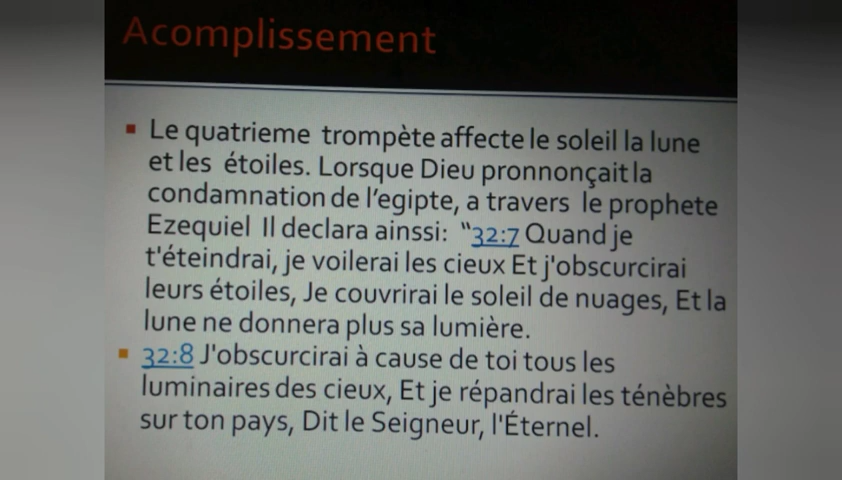 Acomplissement
Le quatrieme trompète affecte le soleil la lune
et les étoiles. Lorsque Dieu pronnonçait la
condamnation de l'egipte, a travers le prophete
Ezequiel Il declara ainssi: "32:7 Quand je
t'éteindrai, je voilerai les cieux Et j'obscurcirai
leurs étoiles, Je couvrirai le soleil de nuages, Et la
lune ne donnera plus sa lumière.
32:8 J'obscurcirai à cause de toi tous les
luminaires des cieux, Et je répandrai les ténèbres
sur ton pays, Dit le Seigneur, l'Éternel.